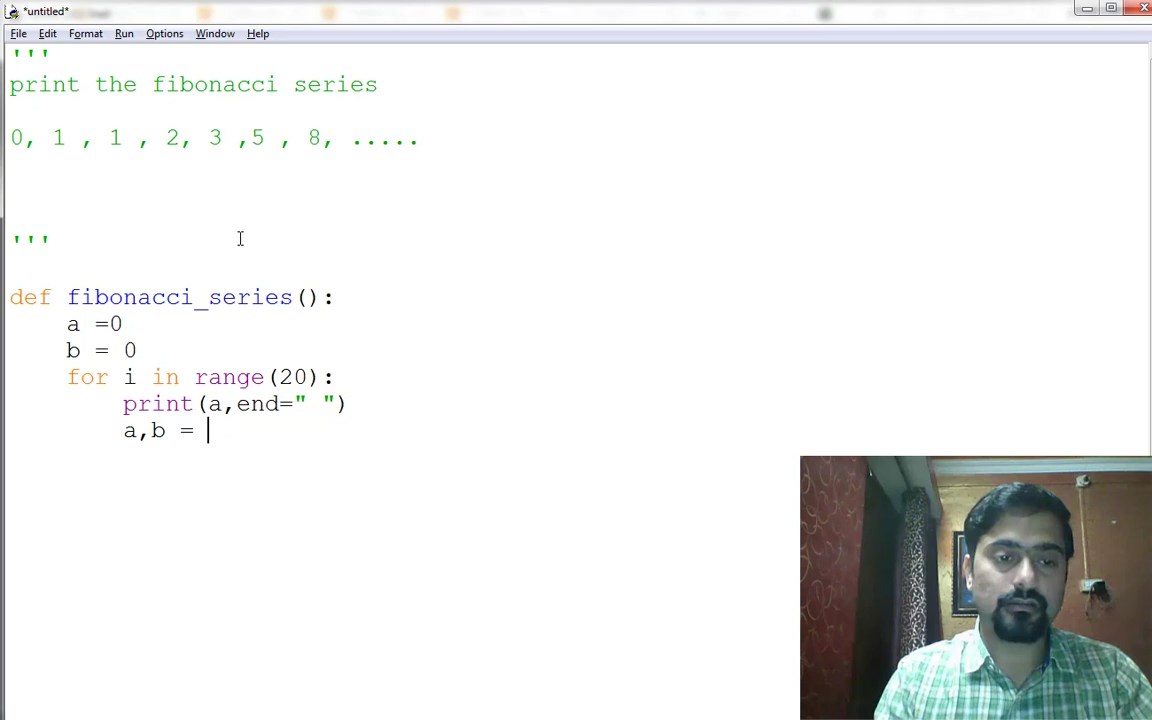 *untitled*
File Edit Format Run Options Window Help
'''
print the fibonacci series
0, 1 , 1 , 2, 3 ,5 , 8, .....
'''
def fibonacci_series():
a =0
b = 0
for i in range(20):
print(a,end=" ")
a,b =